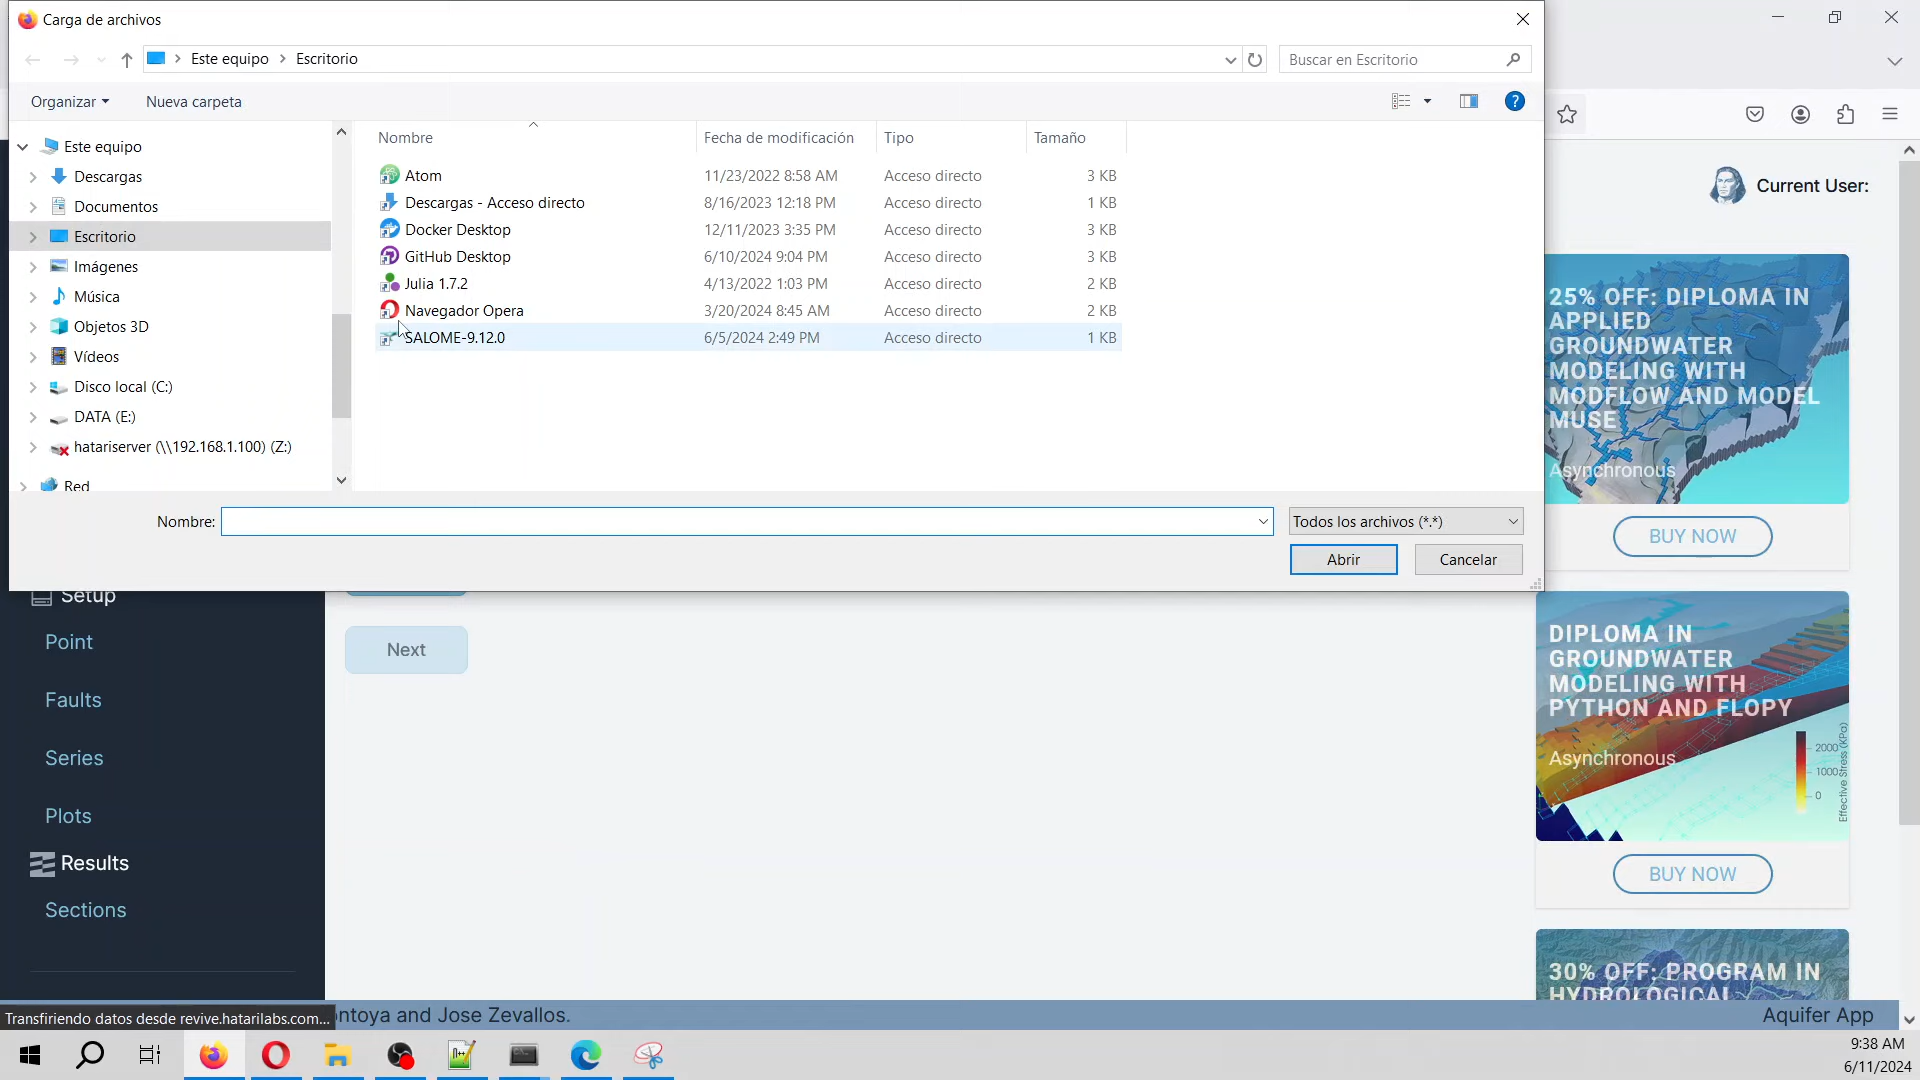 Carga de archivos
Este equipo
Escritorio
Buscar en Escritorio
Organizar
Nueva carpeta
Este equipo
Descargas
Documentos
Escritorio
Imágenes
Música
Objetos 3D
Vídeos
Disco local (C:)
DATA (E:)
hatariserver (\\192.168.1.100) (Z:)
Red
Nombre Fecha de modificación Tipo Tamaño
Atom 11/23/2022 8:58 AM Acceso directo 3 KB
Descargas - Acceso directo 8/16/2023 12:18 PM Acceso directo 1 KB
Docker Desktop 12/11/2023 3:35 PM Acceso directo 3 KB
GitHub Desktop 6/10/2024 9:04 PM Acceso directo 3 KB
Julia 1.7.2 4/13/2022 1:03 PM Acceso directo 2 KB
Navegador Opera 3/20/2024 8:45 AM Acceso directo 2 KB
SALOME-9.12.0 6/5/2024 2:49 PM Acceso directo 1 KB
Nombre:
Todos los archivos (*.*)
Abrir Cancelar
Current User:
25% OFF: DIPLOMA IN
APPLIED
GROUNDWATER
MODELING WITH
MODFLOW AND MODEL
MUSE
Asynchronous
BUY NOW
DIPLOMA IN
GROUNDWATER
MODELING WITH
PYTHON AND FLOPY
Asynchronous
2000
1000
0
Effective Stress (KPa)
BUY NOW
30% OFF: PROGRAM IN
HYDROLOGICAL
Setup
Point
Faults
Series
Plots
Results
Sections
Next
Transfiriendo datos desde revive.hatarilabs.com...
ontoya and Jose Zevallos.
Aquifer App
9:38 AM
6/11/2024